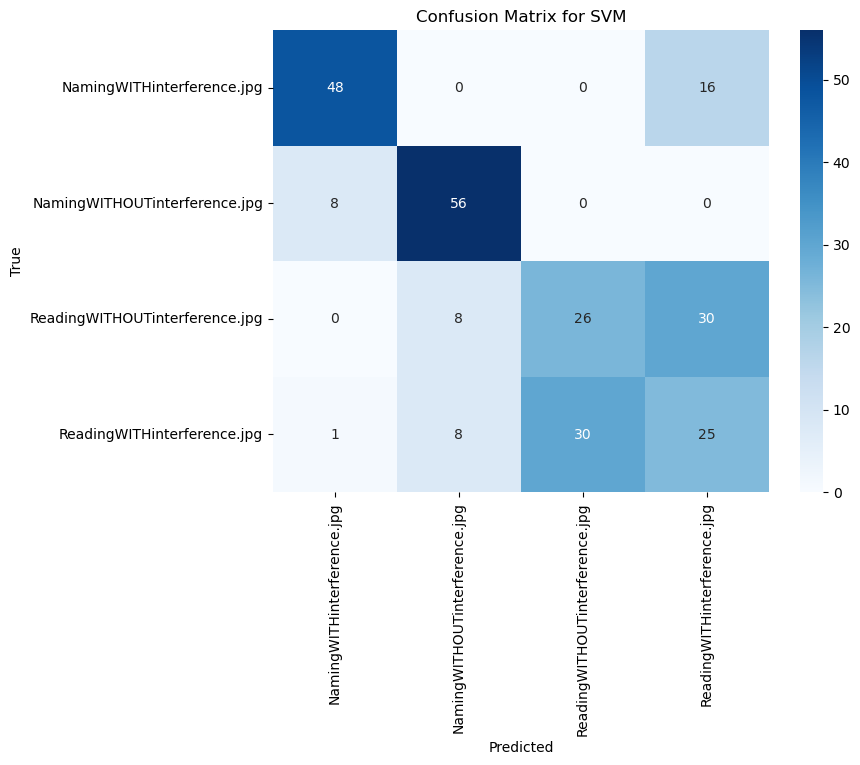 Confusion Matrix for SVM
NamingWITHinterference.jpg
48 0 0 16
NamingWITHOUTinterference.jpg
8 56 0 0
ReadingWITHOUTinterference.jpg
0 8 26 30
ReadingWITHinterference.jpg
1 8 30 25
True
50
40
30
20
10
0
NamingWITHinterference.jpg
NamingWITHOUTinterference.jpg
ReadingWITHOUTinterference.jpg
ReadingWITHinterference.jpg
Predicted